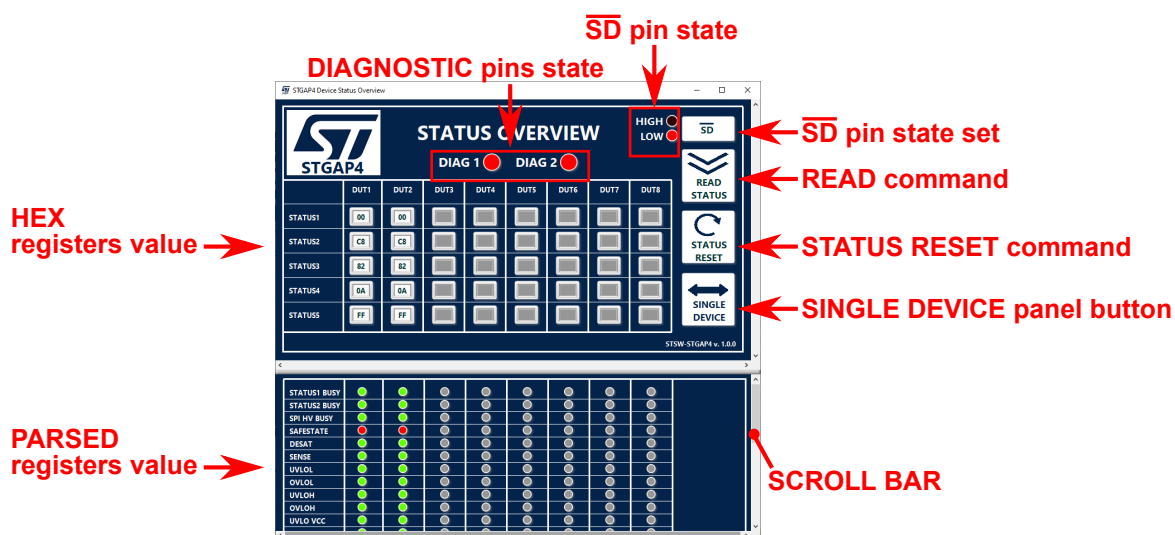 SD pin state
DIAGNOSTIC pins state
STGAP4 Device Status Overview
STGAP4
STATUS OVERVIEW
HIGH
LOW
SD
SD pin state set
DIAG 1
DIAG 2
READ
STATUS
READ command
DUT1 DUT2 DUT3 DUT4 DUT5 DUT6 DUT7 DUT8
HEX
registers value
STATUS1 00 00
STATUS2 C8 C8
STATUS3 82 82
STATUS4 0A 0A
STATUS5 FF FF
STATUS
RESET
STATUS RESET command
SINGLE
DEVICE
SINGLE DEVICE panel button
STSW-STGAP4 v. 1.0.0
PARSED
registers value
STATUS1 BUSY
STATUS2 BUSY
SPI HV BUSY
SAFESTATE
DESAT
SENSE
UVLOL
OVLOL
UVLOH
OVLOH
UVLO VCC
SCROLL BAR